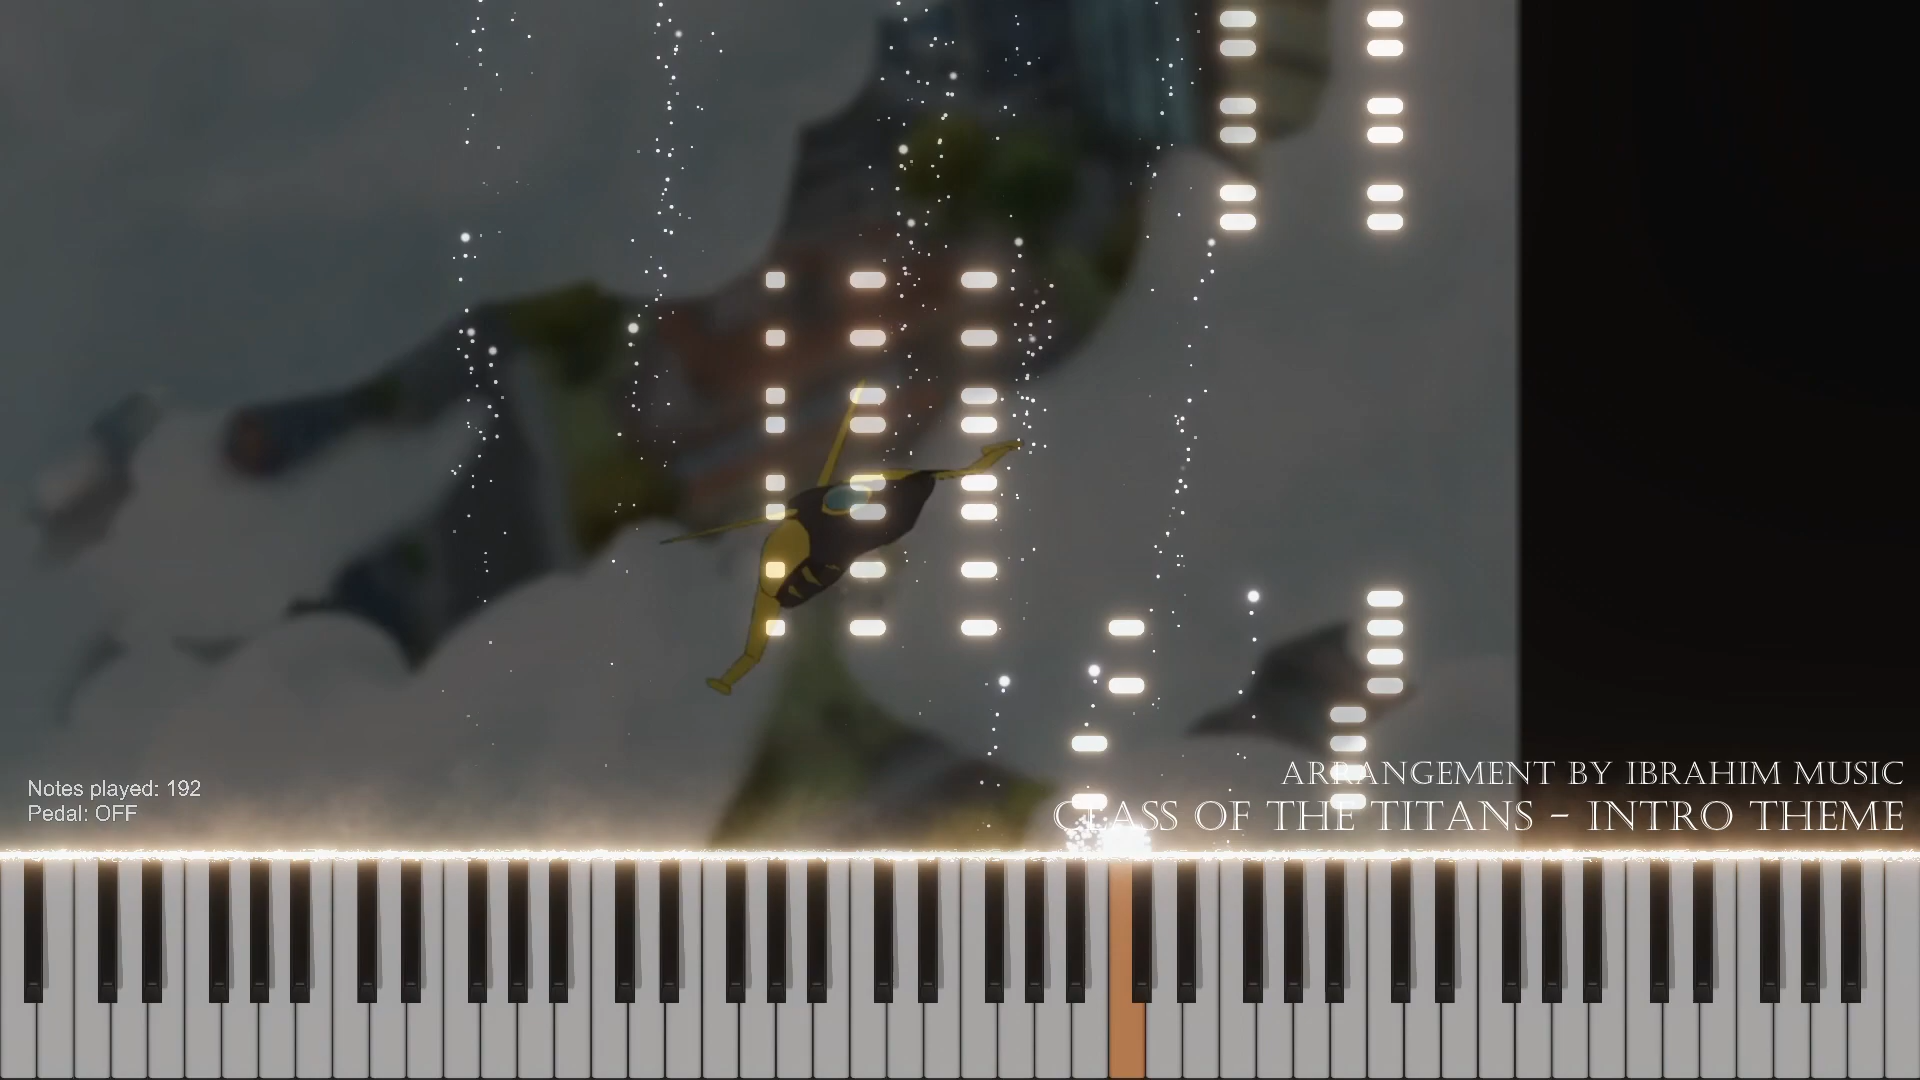 ARRANGEMENT BY IBRAHIM MUSIC
CLASS OF THE TITANS - INTRO THEME
Notes played: 192
Pedal: OFF